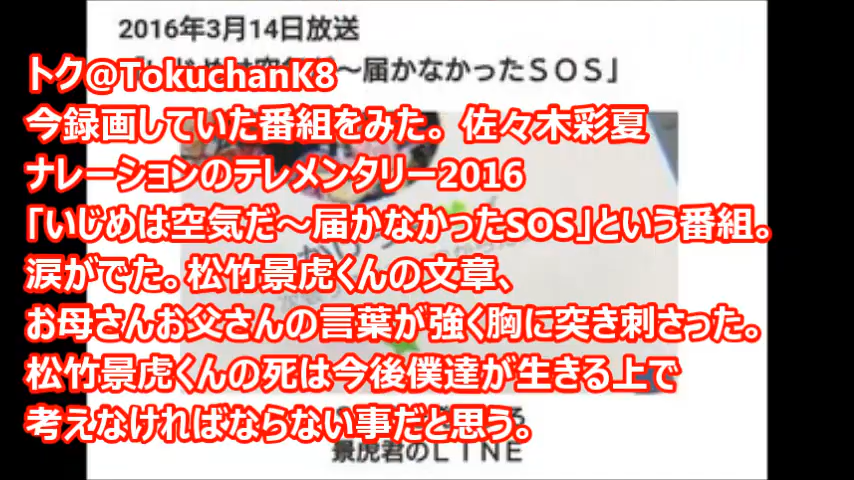 2016年3月14日放送
～届かなかったＳＯＳ」
トク@TokuchanK8
今録画していた番組をみた。佐々木彩夏
ナレーションのテレメンタリー2016
「いじめは空気だ～届かなかったSOS」という番組。
涙がでた。松竹景虎くんの文章、
お母さんお父さんの言葉が強く胸に突き刺さった。
松竹景虎くんの死は今後僕達が生きる上で
考えなければならない事だと思う。
景虎君のＬＩＮＥ